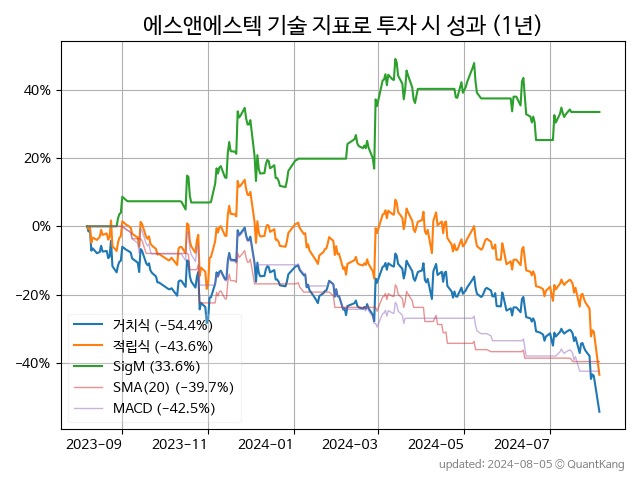 에스앤에스텍 기술 지표로 투자 시 성과 (1년)
40%
20%
0%
−20%
−40%
거치식 (−54.4%)
적립식 (−43.6%)
SigM (33.6%)
SMA(20) (−39.7%)
MACD (−42.5%)
2023-09 2023-11 2024-01 2024-03 2024-05 2024-07
updated: 2024-08-05 © QuantKang